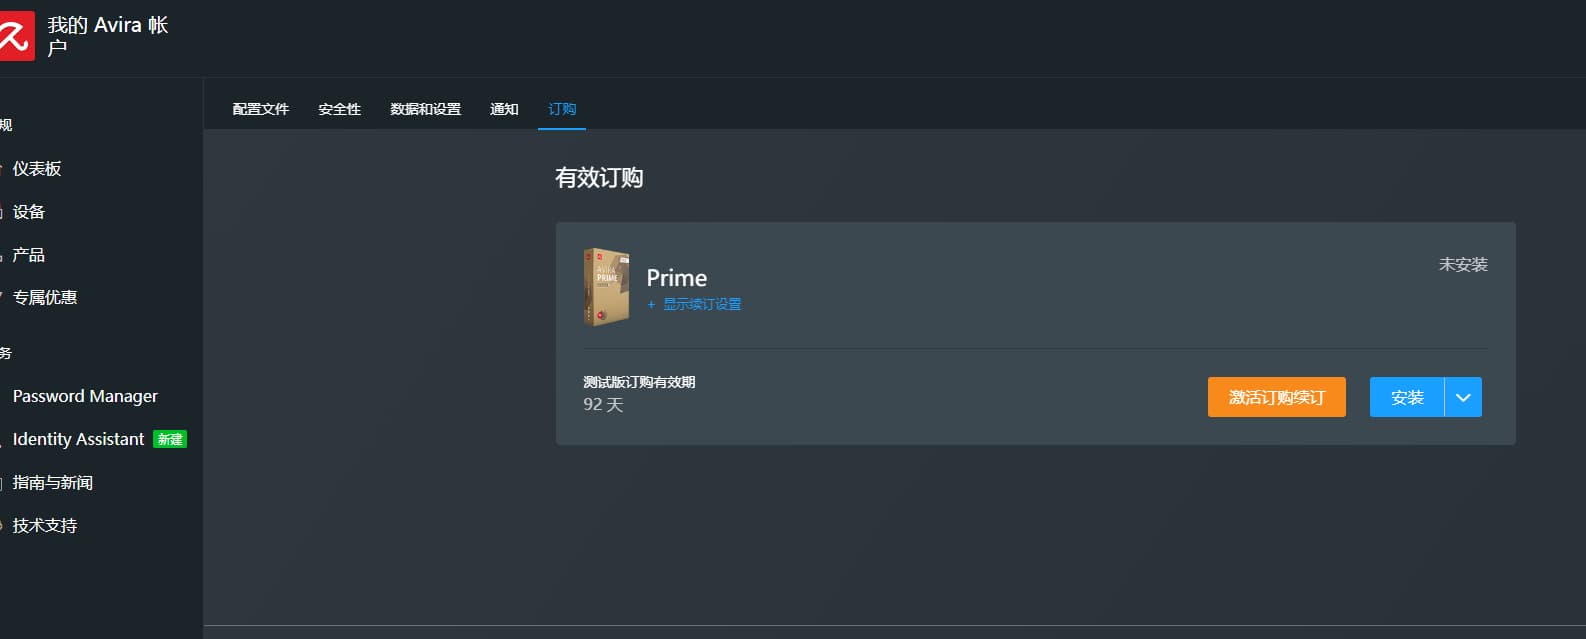 我的 Avira 帐
户
配置文件
安全性
数据和设置
通知
订购
规
仪表板
设备
产品
专属优惠
务
Password Manager
Identity Assistant 新建
指南与新闻
技术支持
有效订购
AVIRA
PRIME
Prime
+ 显示续订设置
未安装
测试版订购有效期
92 天
激活订购续订
安装